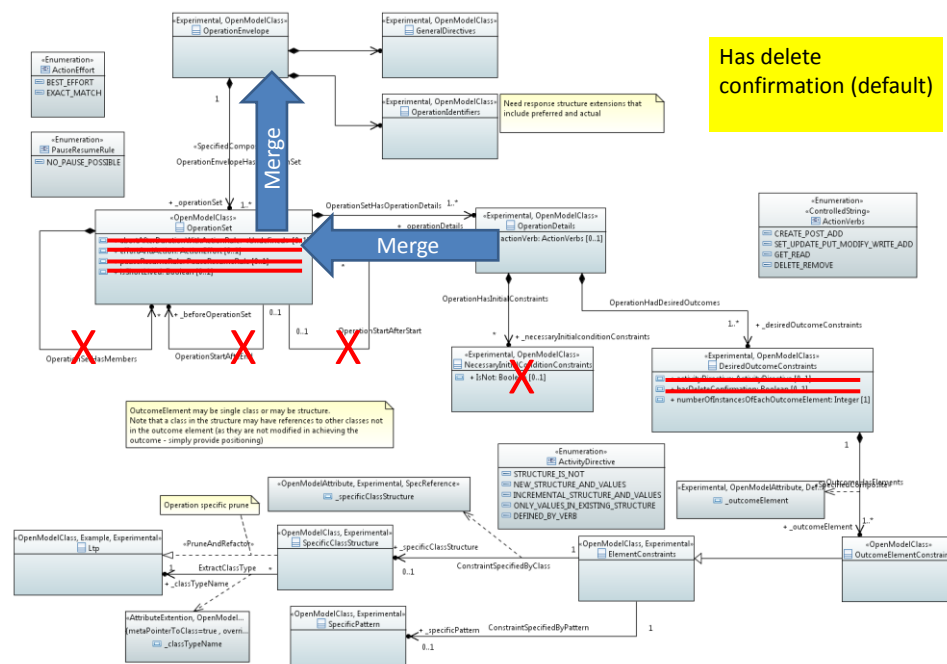 «Experimental, OpenModelClass»
OperationEnvelope
«Experimental, OpenModelClass»
GeneralDirectives
Has delete
confirmation (default)
«Enumeration»
ActionEffort
BEST_EFFORT
EXACT_MATCH
1
«Experimental, OpenModelClass»
OperationIdentifiers
Need response structure extensions that
include preferred and actual
«Enumeration»
PauseResumeRule
NO_PAUSE_POSSIBLE
Merge
+ _operationSet
1..*
OperationSetHasOperationDetails
1..*
+ _operationDetails
«OpenModelClass»
OperationSet
«Experimental, OpenModelClass»
OperationDetails
actionVerb: ActionVerbs [0..1]
Merge
«Enumeration»
«ControlledString»
ActionVerbs
CREATE_POST_ADD
SET_UPDATE_PUT_MODIFY_WRITE_ADD
GET_READ
DELETE_REMOVE
*
OperationHasInitialConstraints
OperationHadDesiredOutcomes
*
+ _beforeOperationSet
0..1
0..1
OperationStartAfterStart
*
+ _necessaryInitialconditionConstraints
1..*
+ _desiredOutcomeConstraints
X
X
X
OperationSetHasMembers
«Experimental, OpenModelClass»
NecessaryInitialConditionConstraints
+ IsNot: Boolean [0..1]
X
«Experimental, OpenModelClass»
DesiredOutcomeConstraints
+ numberOfInstancesOfEachOutcomeElement: Integer [1]
OutcomeElement may be single class or may be structure.
Note that a class in the structure may have references to other classes not
in the outcome element (as they are not modified in achieving the
outcome - simply provide positioning)
«Enumeration»
ActivityDirective
STRUCTURE_IS_NOT
NEW_STRUCTURE_AND_VALUES
INCREMENTAL_STRUCTURE_AND_VALUES
ONLY_VALUES_IN_EXISTING_STRUCTURE
DEFINED_BY_VERB
1
«OpenModelAttribute, Experimental, SpecReference»
_specificClassStructure
«Experimental, OpenModelAttribute, Def...
_outcomeElement
Operation specific prune
+ _outcomeElement
1..*
«OpenModelClass, Example, Experimental»
Ltp
«PruneAndRefactor»
«OpenModelClass, Experimental»
SpecificClassStructure
+ _specificClassStructure
0..1
ConstraintSpecifiedByClass
1
«OpenModelClass, Experimental»
ElementConstraints
«OpenModelClass»
OutcomeElementConstraint
1
ExtractClassType
*
+ _classTypeName
«AttributeExtention, OpenModel...
{metaPointerToClass=true , overri...
_classTypeName
«OpenModelClass, Experimental»
SpecificPattern
+ _specificPattern
0..1
ConstraintSpecifiedByPattern
1